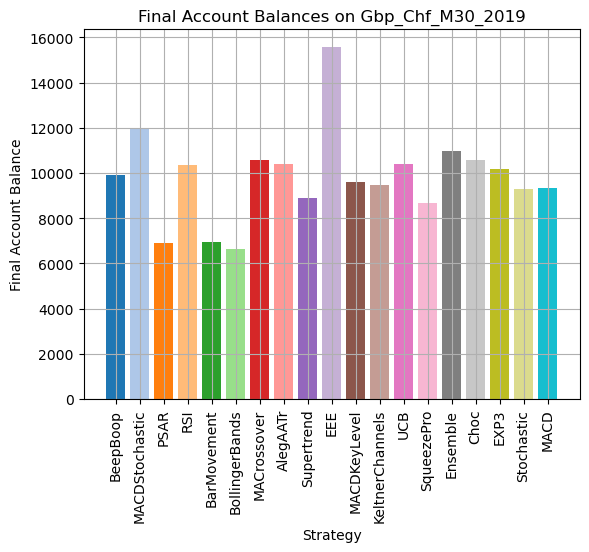 Final Account Balances on Gbp_Chf_M30_2019
Final Account Balance
16000
14000
12000
10000
8000
6000
4000
2000
0
BeepBoop
MACDStochastic
PSAR
RSI
BarMovement
BollingerBands
MACrossover
AlegAATr
Supertrend
EEE
MACDKeyLevel
KeltnerChannels
UCB
SqueezePro
Ensemble
Choc
EXP3
Stochastic
MACD
Strategy